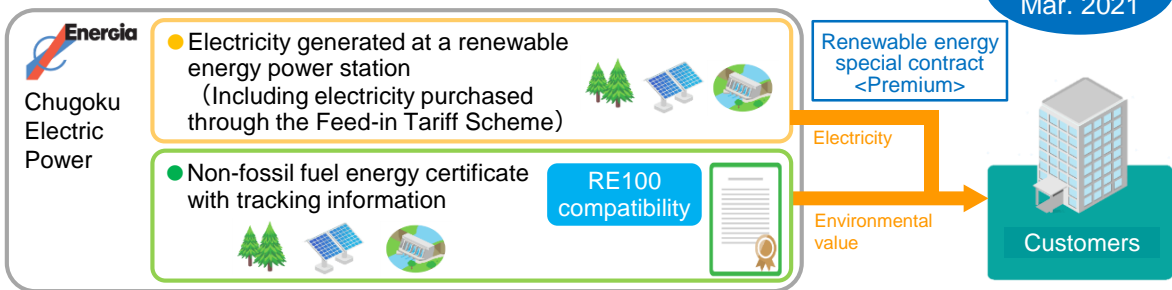 Mar. 2021
Energia
Chugoku
Electric
Power
Electricity generated at a renewable
energy power station
（Including electricity purchased
through the Feed-in Tariff Scheme）
Non-fossil fuel energy certificate
with tracking information
RE100
compatibility
Renewable energy
special contract
<Premium>
Electricity
Environmental
value
Customers